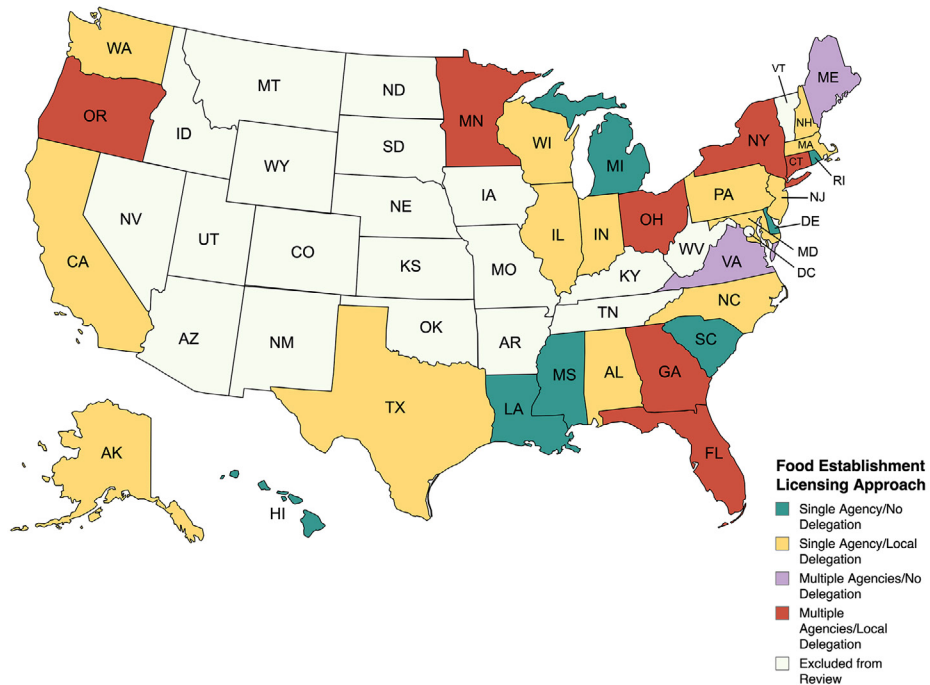 WA
MT
ND
MN
VT
ME
OR
ID
SD
WI
MI
NY
NH
MA
CT
RI
WY
IA
PA
NJ
NE
OH
DE
NV
IL
IN
MD
UT
CO
WV
DC
CA
KS
MO
KY
VA
NC
TN
AZ
NM
OK
AR
SC
MS
AL
GA
TX
LA
FL
AK
HI
Food Establishment
Licensing Approach
Single Agency/No
Delegation
Single Agency/Local
Delegation
Multiple Agencies/No
Delegation
Multiple
Agencies/Local
Delegation
Excluded from
Review